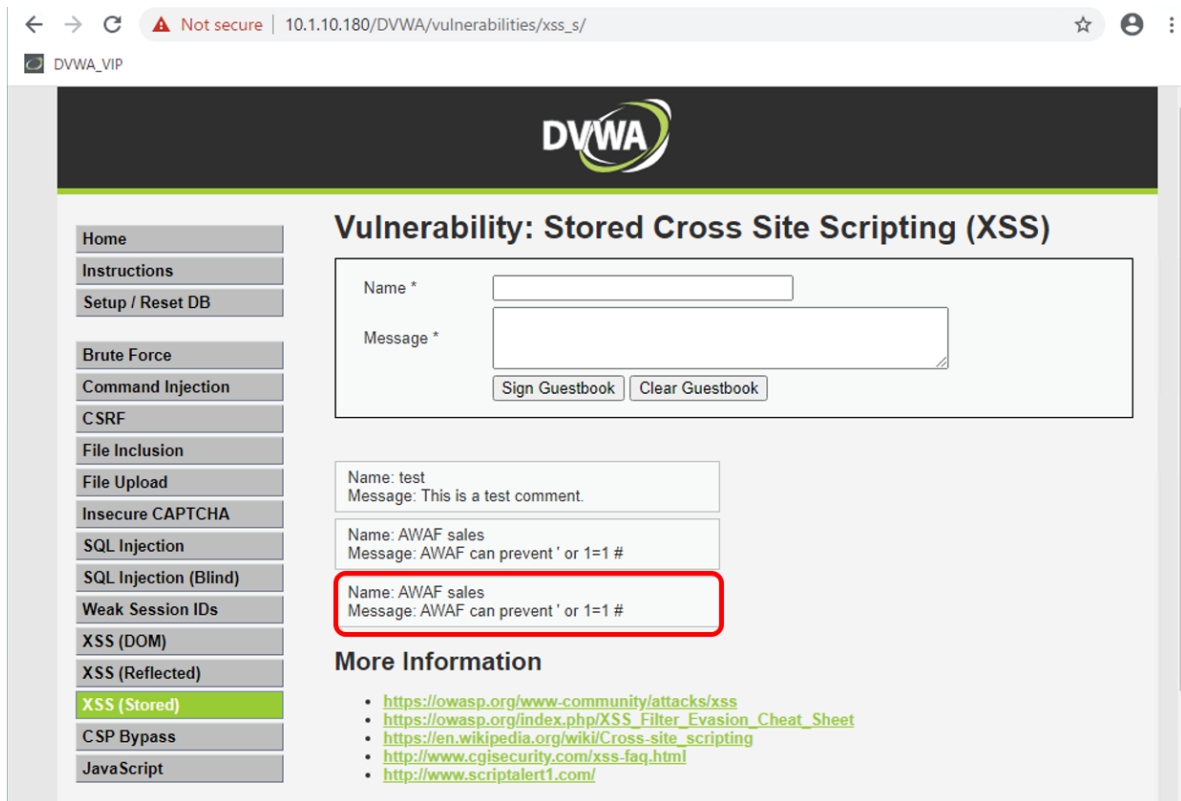 Not secure | 10.1.10.180/DVWA/vulnerabilities/xss_s/
DVWA_VIP
DVWA
Home
Instructions
Setup / Reset DB
Brute Force
Command Injection
CSRF
File Inclusion
File Upload
Insecure CAPTCHA
SQL Injection
SQL Injection (Blind)
Weak Session IDs
XSS (DOM)
XSS (Reflected)
XSS (Stored)
CSP Bypass
JavaScript
Vulnerability: Stored Cross Site Scripting (XSS)
Name *
Message *
Sign Guestbook Clear Guestbook
Name: test
Message: This is a test comment.
Name: AWAF sales
Message: AWAF can prevent ' or 1=1 #
Name: AWAF sales
Message: AWAF can prevent ' or 1=1 #
More Information
https://owasp.org/www-community/attacks/xss
https://owasp.org/index.php/XSS_Filter_Evasion_Cheat_Sheet
https://en.wikipedia.org/wiki/Cross-site_scripting
http://www.cgisecurity.com/xss-faq.html
http://www.scriptalert1.com/